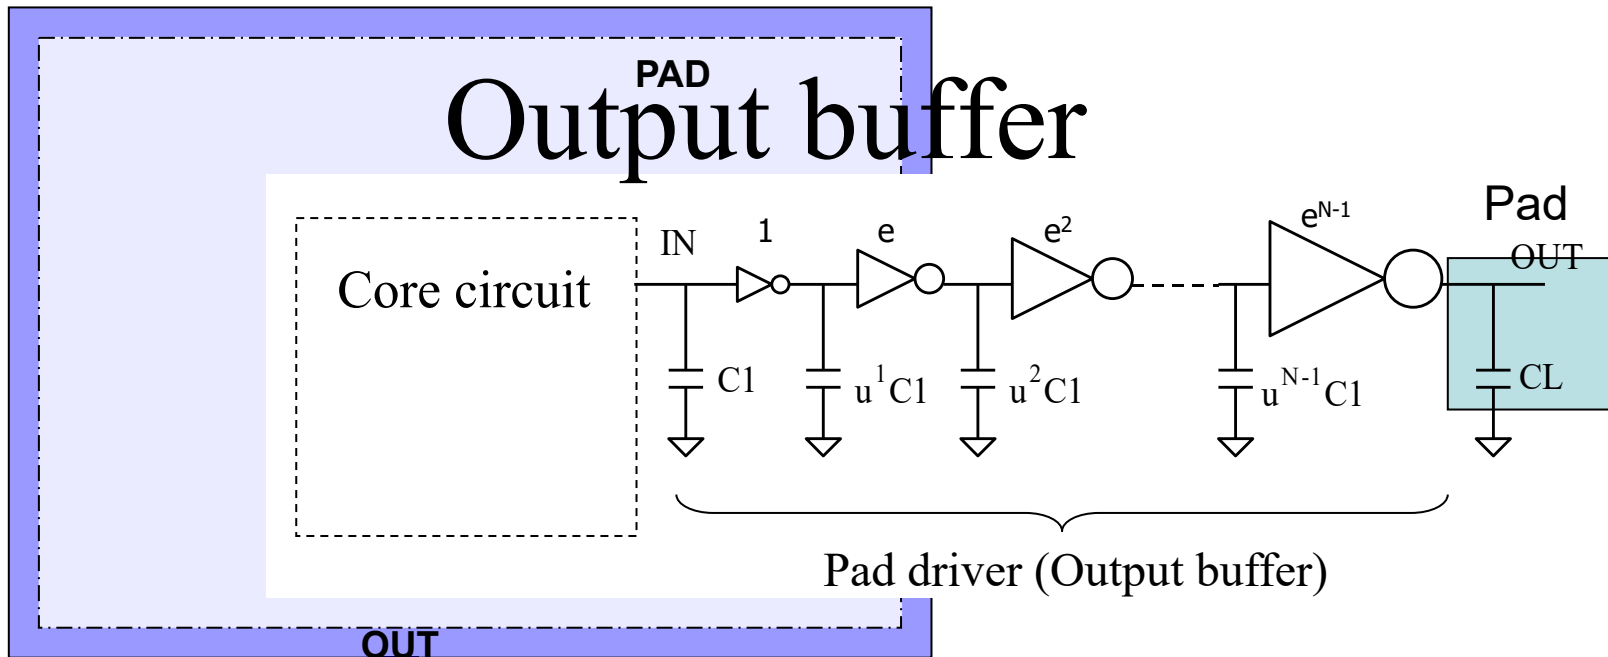 PAD
Output buffer
Pad
IN 1 e e² eᴺ⁻¹
OUT
Core circuit
C1 u¹C1 u²C1 uᴺ⁻¹C1 CL
Pad driver (Output buffer)
OUT